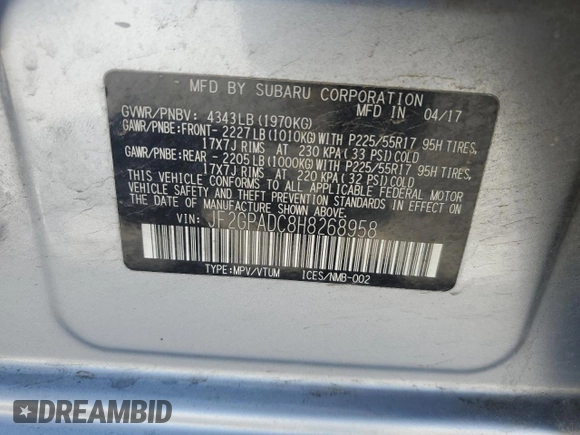 MFD BY SUBARU CORPORATION
GVWR/PNBV: 4343LB(1970KG) MFD IN 04/17
GAWR/PNBE:FRONT- 2227LB(1010KG)WITH P225/55R17 95H TIRES,
17X7J RIMS AT 230 KPA(33 PSI)COLD
GAWR/PNBE:REAR - 2205LB(1000KG)WITH P225/55R17 95H TIRES,
17X7J RIMS AT 220 KPA(32 PSI)COLD
THIS VEHICLE CONFORMS TO ALL APPLICABLE FEDERAL MOTOR
VEHICLE SAFETY AND THEFT PREVENTION STANDARDS IN EFFECT ON
THE DATE OF MANUFACTURE SHOWN ABOVE.
VIN: JF2GPADC8H8268958
TYPE:MPV/VTUM ICES/NMB-002
DREAMBID